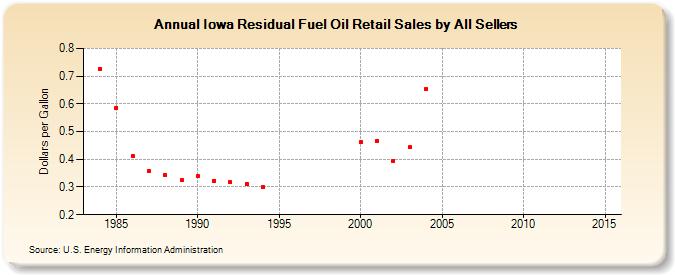 Annual Iowa Residual Fuel Oil Retail Sales by All Sellers
Dollars per Gallon
0.8
0.7
0.6
0.5
0.4
0.3
0.2
1985 1990 1995 2000 2005 2010 2015
Source: U.S. Energy Information Administration